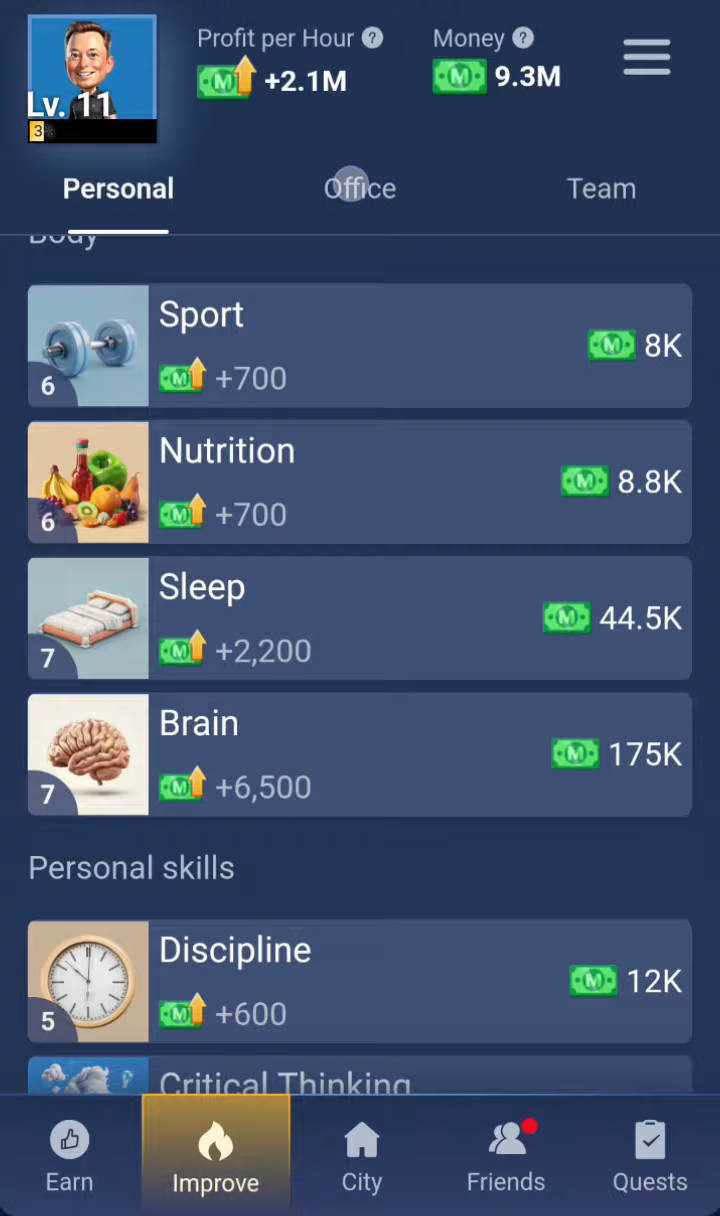 Profit per Hour ?
Money ?
M +2.1M
M 9.3M
Lv. 11
3
Personal
Office
Team
Body
Sport
M 8K
6
M +700
Nutrition
M 8.8K
6
M +700
Sleep
M 44.5K
7
M +2,200
Brain
M 175K
7
M +6,500
Personal skills
Discipline
M 12K
5
M +600
Critical Thinking
Earn
Improve
City
Friends
Quests